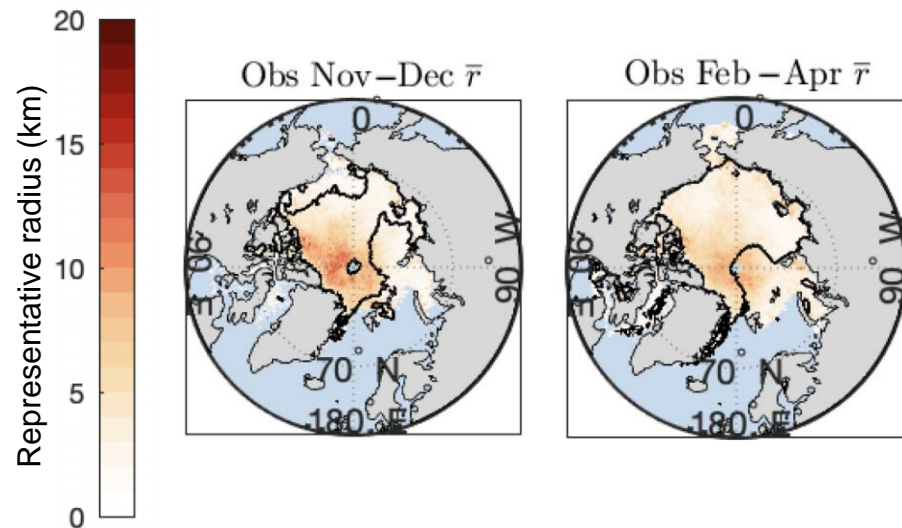 Representative radius (km)
20
15
10
5
0
Obs Nov–Dec r̅
0
W
90
90
E
70 °N
180 °E
Obs Feb–Apr r̅
0
W
90
90
E
70 °N
180 °E